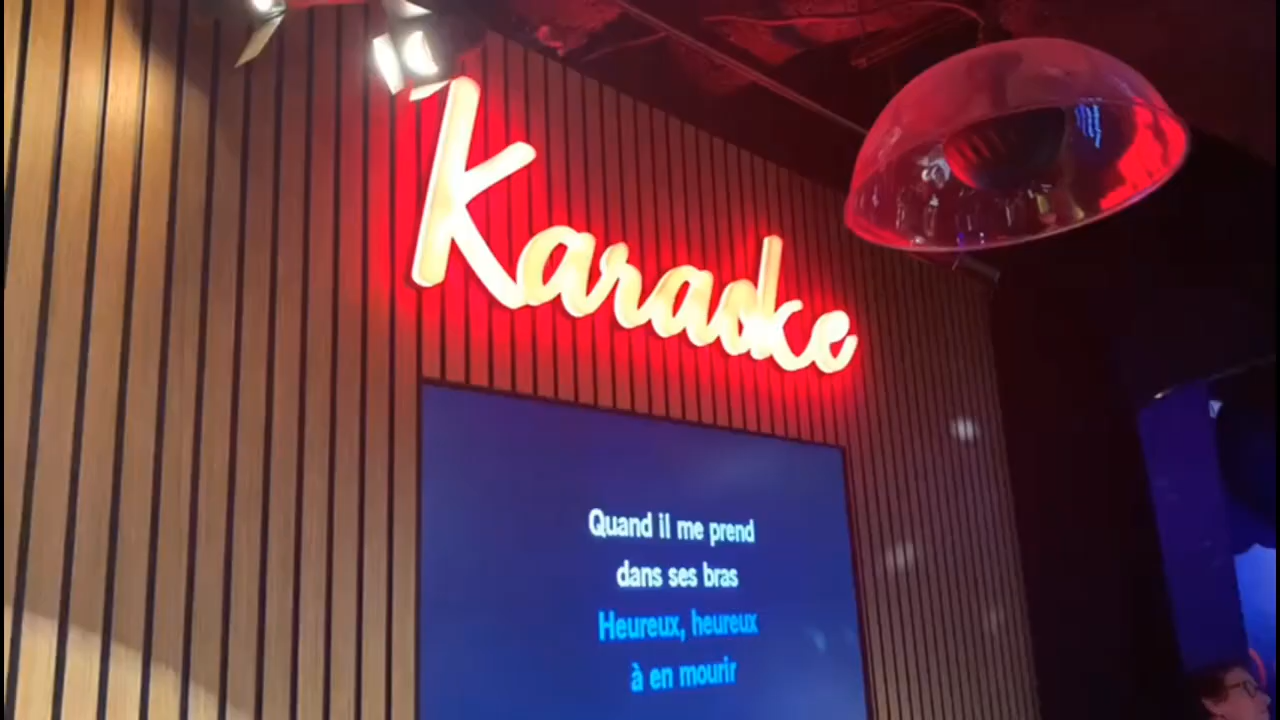 Karaoke
Quand il me prend
dans ses bras
Heureux, heureux
à en mourir